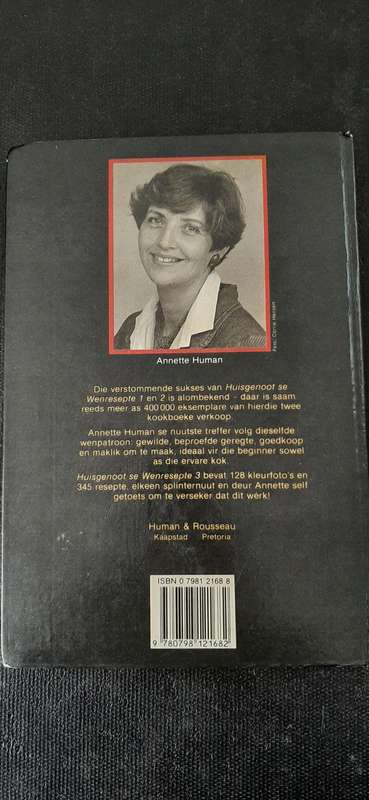 Foto: Corrie Hansen
Annette Human
Die verstommende sukses van Huisgenoot se
Wenresepte 1 en 2 is alombekend - daar is saam
reeds meer as 400 000 eksemplare van hierdie twee
kookboeke verkoop.
Annette Human se nuutste treffer volg dieselfde
wenpatroon: gewilde, beproefde geregte, goedkoop
en maklik om te maak, ideaal vir die beginner sowel
as die ervare kok.
Huisgenoot se Wenresepte 3 bevat 128 kleurfoto's en
345 resepte, elkeen splinternuut en deur Annette self
getoets om te verseker dat dit wérk!
Human & Rousseau
Kaapstad Pretoria
ISBN 0 7981 2168 8
9 780798 121682